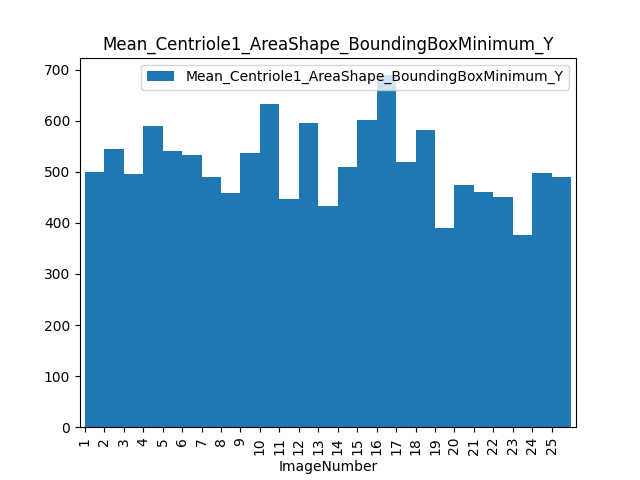 Mean_Centriole1_AreaShape_BoundingBoxMinimum_Y
Mean_Centriole1_AreaShape_BoundingBoxMinimum_Y
700
600
500
400
300
200
100
0
1 2 3 4 5 6 7 8 9 10 11 12 13 14 15 16 17 18 19 20 21 22 23 24 25
ImageNumber